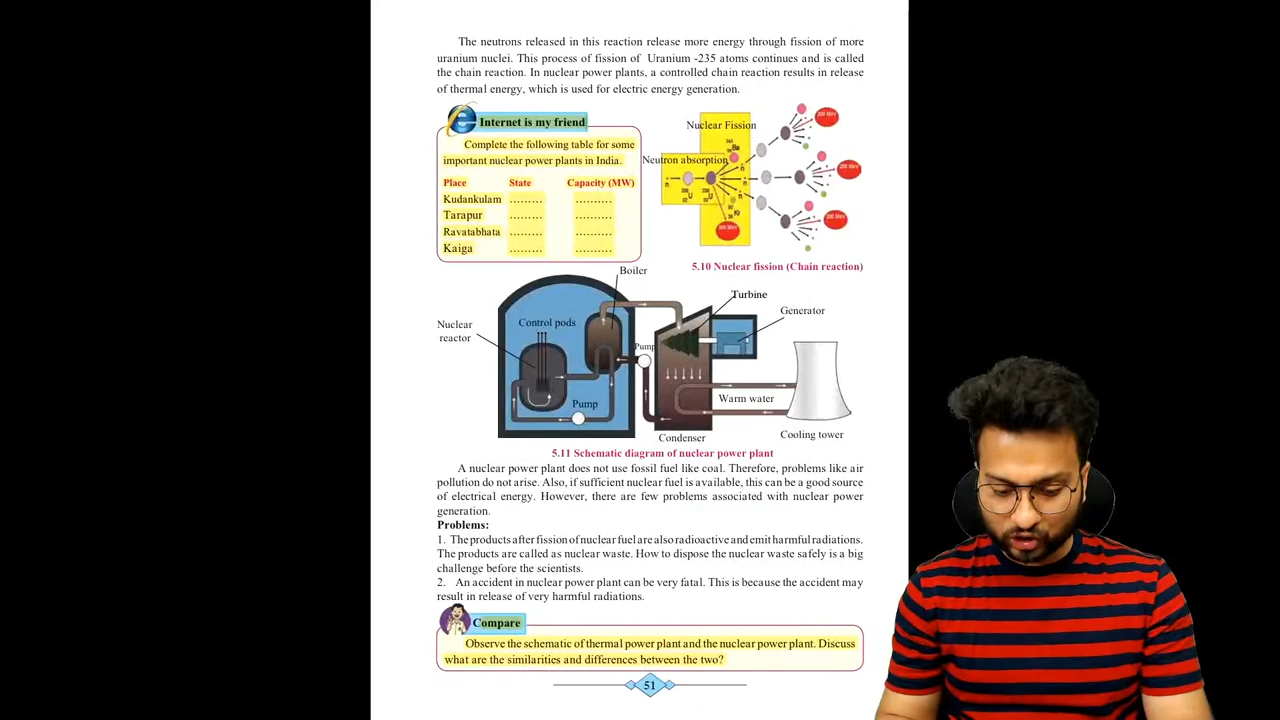 The neutrons released in this reaction release more energy through fission of more
uranium nuclei. This process of fission of Uranium -235 atoms continues and is called
the chain reaction. In nuclear power plants, a controlled chain reaction results in release
of thermal energy, which is used for electric energy generation.
Internet is my friend
Complete the following table for some
important nuclear power plants in India.
Place State Capacity (MW)
Kudankulam ......... ..........
Tarapur ......... ..........
Ravatabhata ......... ..........
Kaiga ......... ..........
Nuclear Fission
Neutron absorption
Ba
n
n
n
n
U
U
Kr
200 MeV
200 MeV
200 MeV
200 MeV
5.10 Nuclear fission (Chain reaction)
Boiler
Turbine
Generator
Control pods
Nuclear
reactor
Pump
Pump
Warm water
Condenser
Cooling tower
5.11 Schematic diagram of nuclear power plant
A nuclear power plant does not use fossil fuel like coal. Therefore, problems like air
pollution do not arise. Also, if sufficient nuclear fuel is available, this can be a good source
of electrical energy. However, there are few problems associated with nuclear power
generation.
Problems:
1. The products after fission of nuclear fuel are also radioactive and emit harmful radiations.
The products are called as nuclear waste. How to dispose the nuclear waste safely is a big
challenge before the scientists.
2. An accident in nuclear power plant can be very fatal. This is because the accident may
result in release of very harmful radiations.
Compare
Observe the schematic of thermal power plant and the nuclear power plant. Discuss
what are the similarities and differences between the two?
51